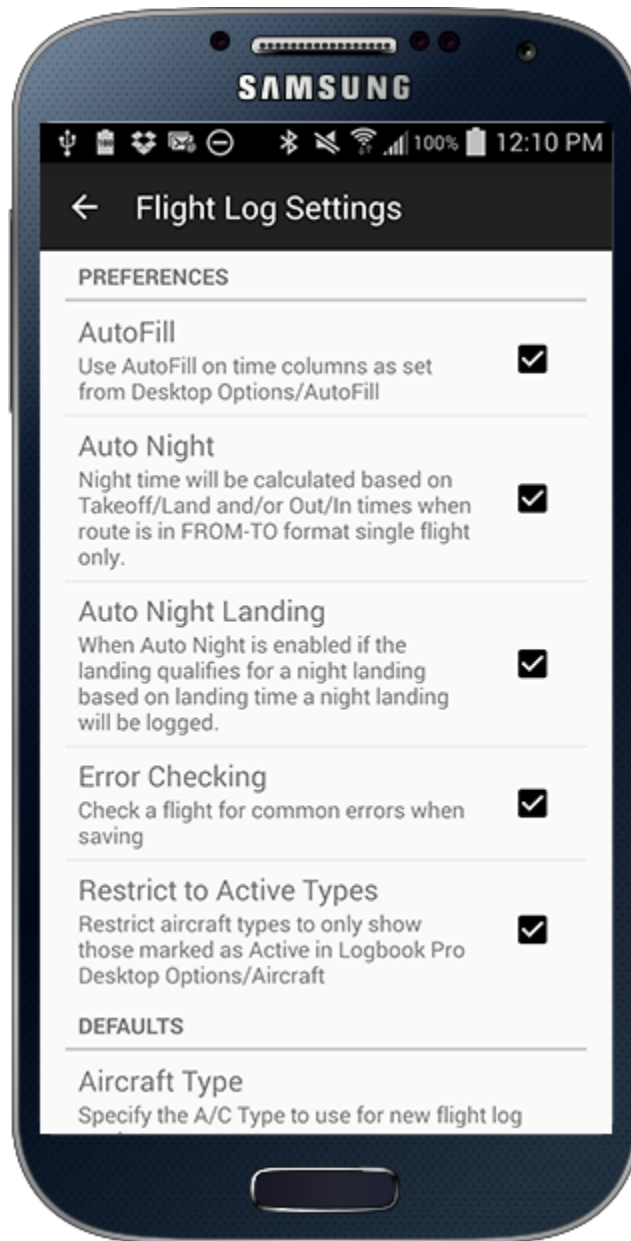 SAMSUNG
100% 12:10 PM
Flight Log Settings
PREFERENCES
AutoFill
Use AutoFill on time columns as set
from Desktop Options/AutoFill
Auto Night
Night time will be calculated based on
Takeoff/Land and/or Out/In times when
route is in FROM-TO format single flight
only.
Auto Night Landing
When Auto Night is enabled if the
landing qualifies for a night landing
based on landing time a night landing
will be logged.
Error Checking
Check a flight for common errors when
saving
Restrict to Active Types
Restrict aircraft types to only show
those marked as Active in Logbook Pro
Desktop Options/Aircraft
DEFAULTS
Aircraft Type
Specify the A/C Type to use for new flight log